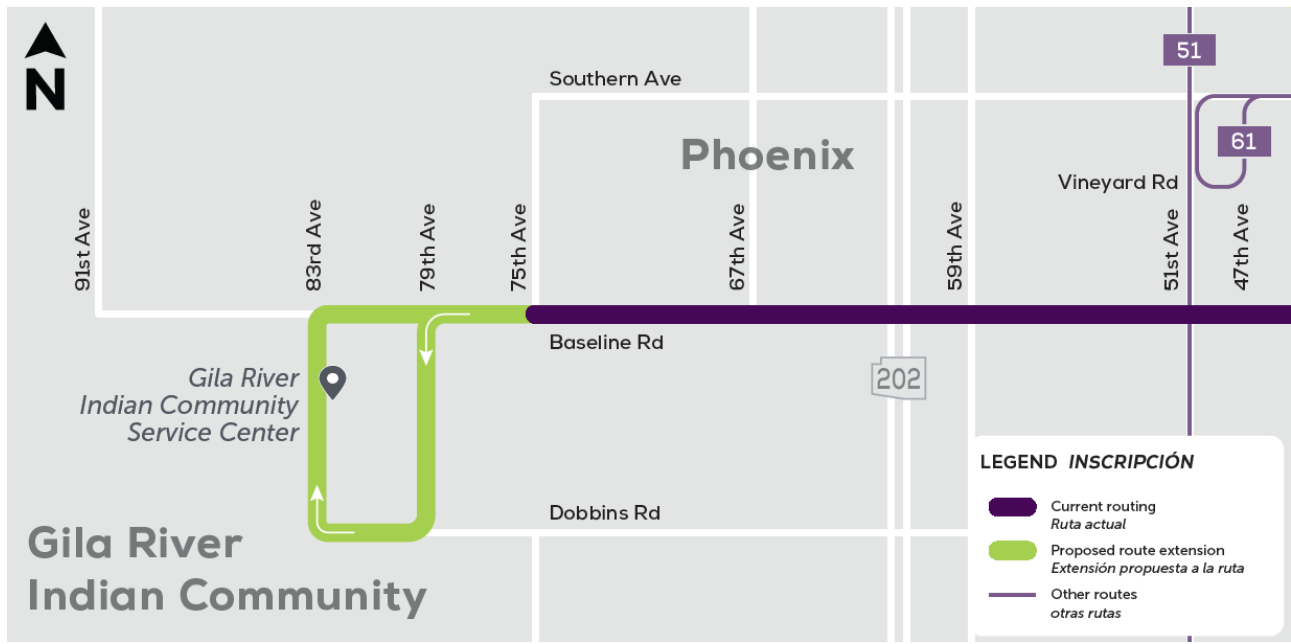 N
51
Southern Ave
Phoenix
61
Vineyard Rd
91st Ave
83rd Ave
79th Ave
75th Ave
67th Ave
59th Ave
51st Ave
47th Ave
Baseline Rd
202
Gila River
Indian Community
Service Center
Dobbins Rd
Gila River
Indian Community
LEGEND INSCRIPCIÓN
Current routing
Ruta actual
Proposed route extension
Extensión propuesta a la ruta
Other routes
otras rutas